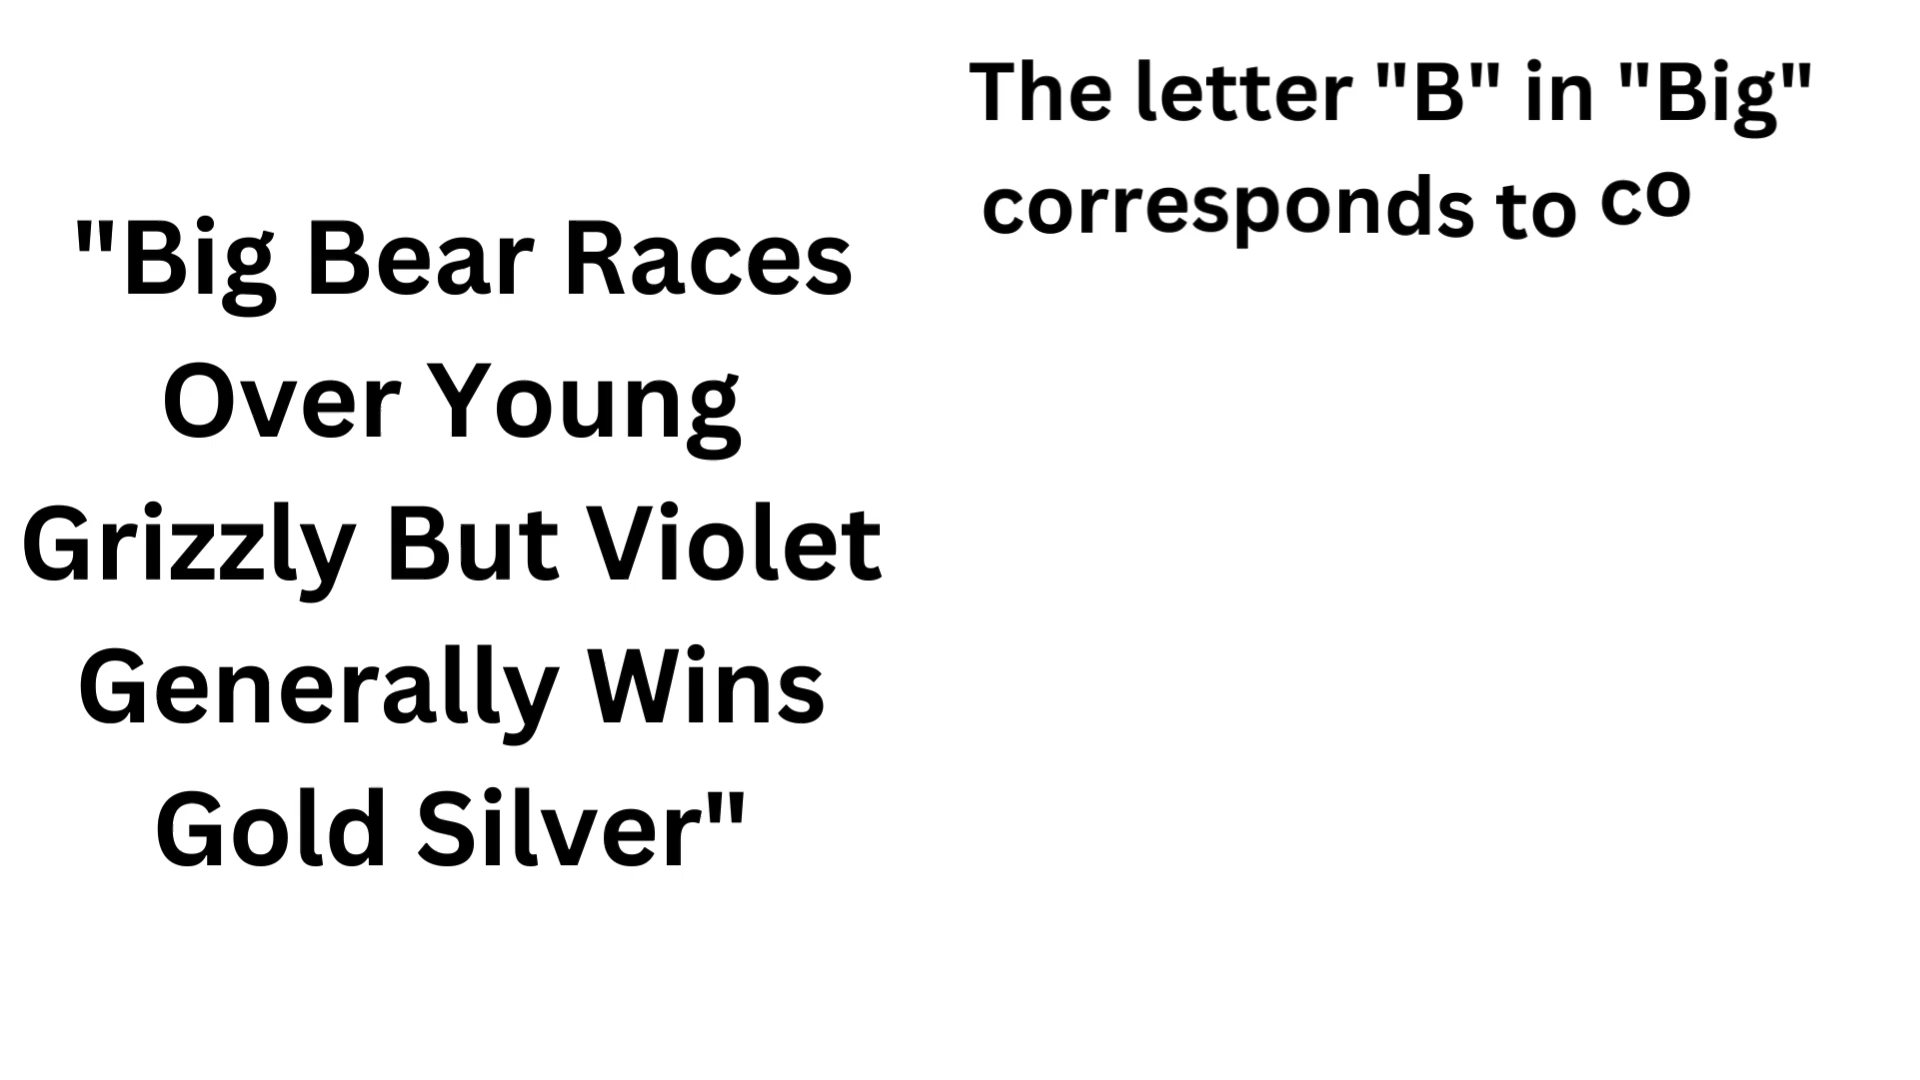 "Big Bear Races
Over Young
Grizzly But Violet
Generally Wins
Gold Silver"
The letter "B" in "Big"
corresponds to co